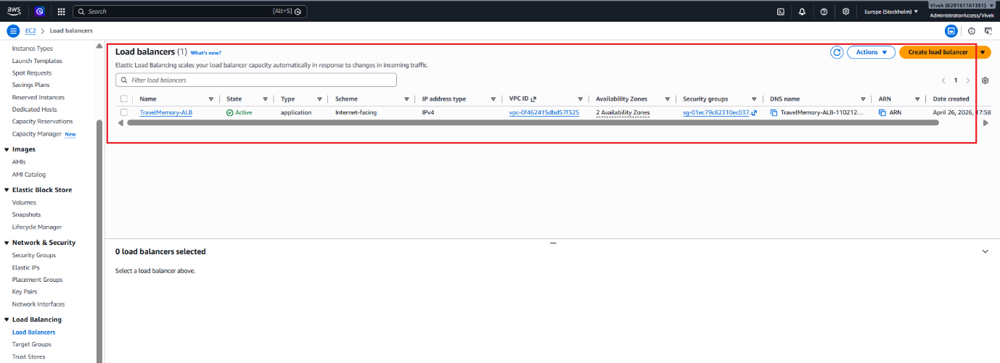 aws
Search [Alt+S]
Europe (Stockholm)
Vivek (629161161381)
AdministratorAccess/Vivek
EC2 > Load balancers
Instance Types
Launch Templates
Spot Requests
Savings Plans
Reserved Instances
Dedicated Hosts
Capacity Reservations
Capacity Manager New
Images
AMIs
AMI Catalog
Elastic Block Store
Volumes
Snapshots
Lifecycle Manager
Network & Security
Security Groups
Elastic IPs
Placement Groups
Key Pairs
Network Interfaces
Load Balancing
Load Balancers
Target Groups
Trust Stores
Load balancers (1) What's new?
Actions
Create load balancer
Elastic Load Balancing scales your load balancer capacity automatically in response to changes in incoming traffic.
Filter load balancers
1
Name State Type Scheme IP address type VPC ID Availability Zones Security groups DNS name ARN Date created
TravelMemory-ALB Active application Internet-facing IPv4 vpc-0f462415dbd57f325 2 Availability Zones sg-01ec79c82310ec037 TravelMemory-ALB-110212... ARN April 26, 2026, 17:58
0 load balancers selected
Select a load balancer above.